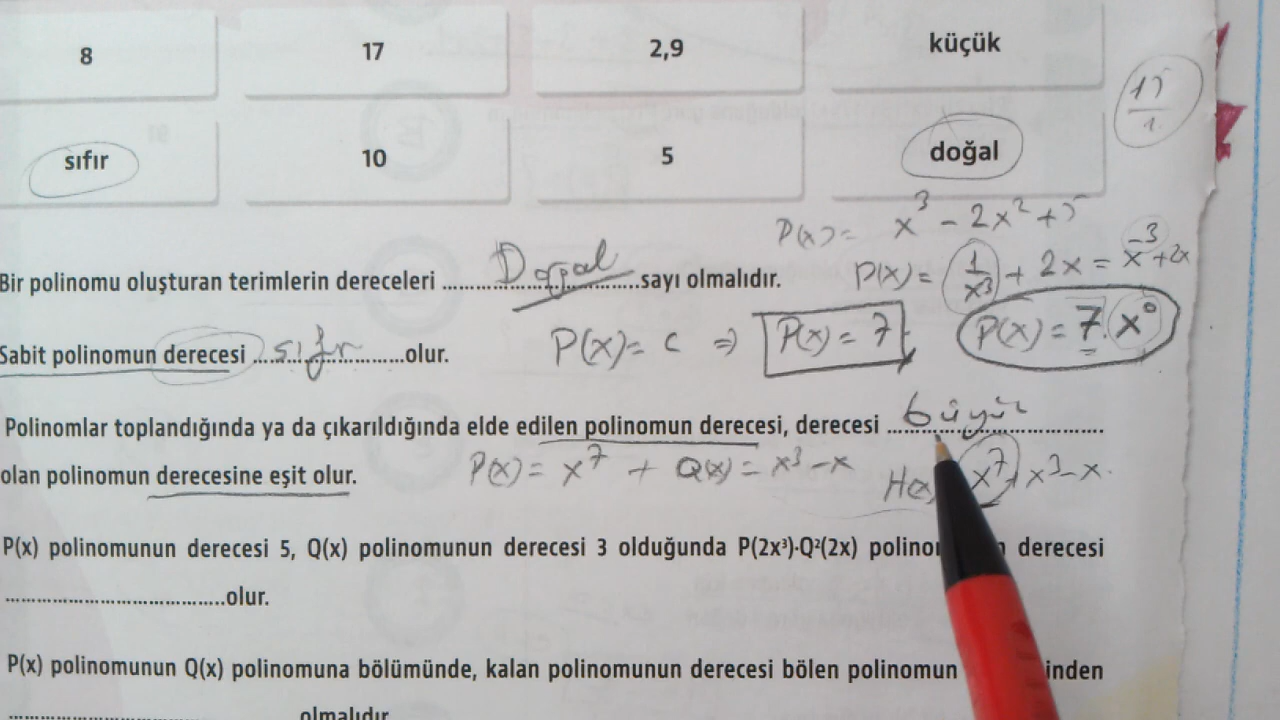 8 17 2,9 küçük
sıfır 10 5 doğal
15
1
P(x) = x³ - 2x² + 5
Bir polinomu oluşturan terimlerin dereceleri Doğal sayı olmalıdır.
P(x) = 1/x³ + 2x = x⁻³ + 2x
Sabit polinomun derecesi sıfır olur.
P(x) = c ⇒ P(x) = 7 P(x) = 7.x⁰
Polinomlar toplandığında ya da çıkarıldığında elde edilen polinomun derecesi, derecesi büyük
olan polinomun derecesine eşit olur.
P(x) = x⁷ + Q(x) = x³ - x H(x) x⁷ + x³ - x
P(x) polinomunun derecesi 5, Q(x) polinomunun derecesi 3 olduğunda P(2x³)·Q²(2x) derecesi
olur.
P(x) polinomunun Q(x) polinomuna bölümünde, kalan polinomunun derecesi bölen polinomun
olmalıdır